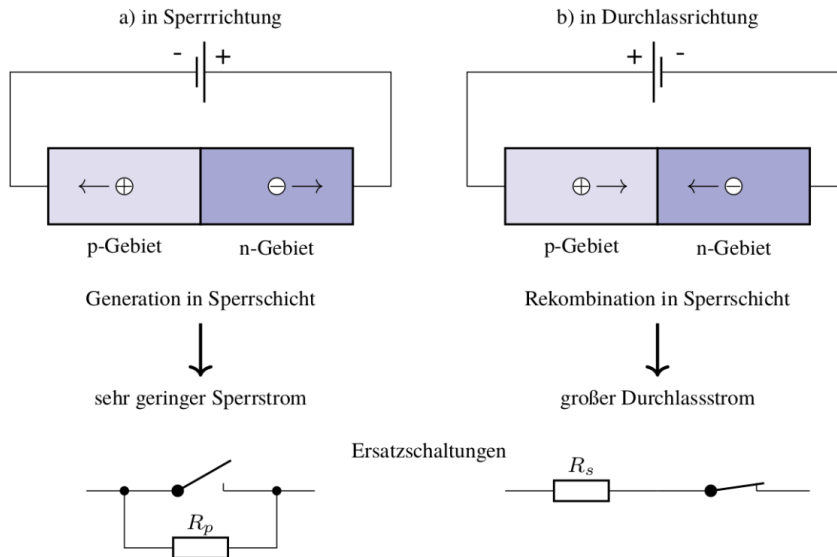 a) in Sperrrichtung
b) in Durchlassrichtung
- +
+ -
p-Gebiet n-Gebiet
p-Gebiet n-Gebiet
Generation in Sperrschicht
Rekombination in Sperrschicht
sehr geringer Sperrstrom
großer Durchlassstrom
Ersatzschaltungen
R_p
R_s